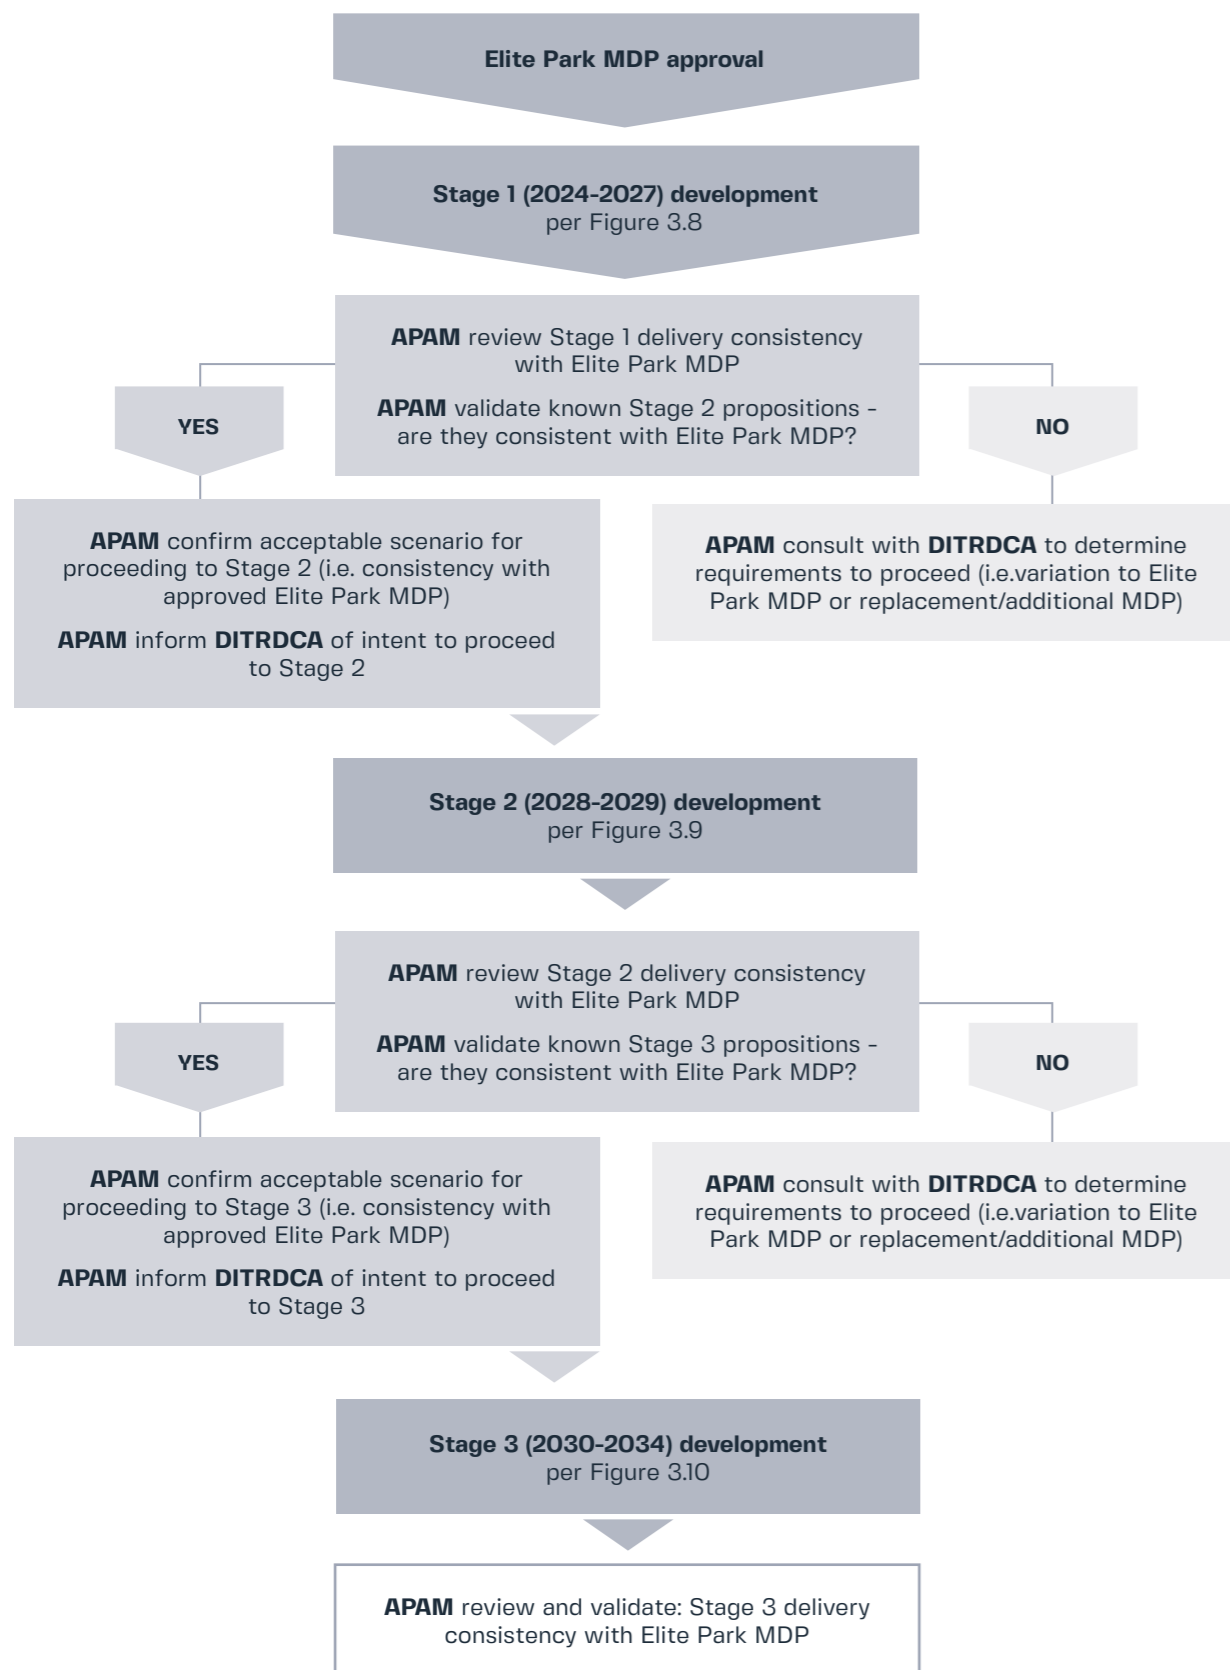 Elite Park MDP approval
Stage 1 (2024-2027) development
per Figure 3.8
APAM review Stage 1 delivery consistency
with Elite Park MDP
APAM validate known Stage 2 propositions -
are they consistent with Elite Park MDP?
YES
NO
APAM confirm acceptable scenario for
proceeding to Stage 2 (i.e. consistency with
approved Elite Park MDP)
APAM inform DITRDCA of intent to proceed
to Stage 2
APAM consult with DITRDCA to determine
requirements to proceed (i.e.variation to Elite
Park MDP or replacement/additional MDP)
Stage 2 (2028-2029) development
per Figure 3.9
APAM review Stage 2 delivery consistency
with Elite Park MDP
APAM validate known Stage 3 propositions -
are they consistent with Elite Park MDP?
YES
NO
APAM confirm acceptable scenario for
proceeding to Stage 3 (i.e. consistency with
approved Elite Park MDP)
APAM inform DITRDCA of intent to proceed
to Stage 3
APAM consult with DITRDCA to determine
requirements to proceed (i.e.variation to Elite
Park MDP or replacement/additional MDP)
Stage 3 (2030-2034) development
per Figure 3.10
APAM review and validate: Stage 3 delivery
consistency with Elite Park MDP